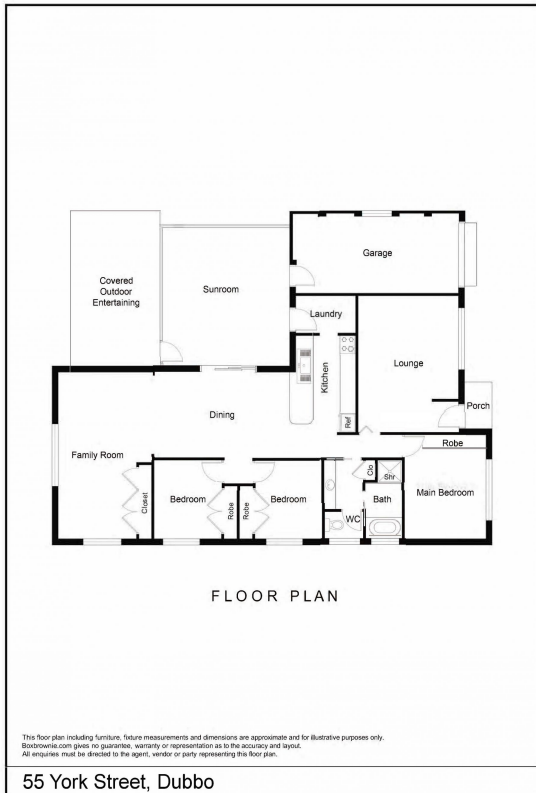 Covered
Outdoor
Entertaining
Sunroom
Garage
Laundry
Kitchen
Lounge
Dining
Ref
Porch
Family Room
Robe
Closet
Bedroom
Robe
Robe
Bedroom
Clo
Shr
Bath
WC
Main Bedroom
FLOOR PLAN
This floor plan including furniture, fixture measurements and dimensions are approximate and for illustrative purposes only.
Boxbrownie.com gives no guarantee, warranty or representation as to the accuracy and layout.
All enquiries must be directed to the agent, vendor or party representing this floor plan.
55 York Street, Dubbo